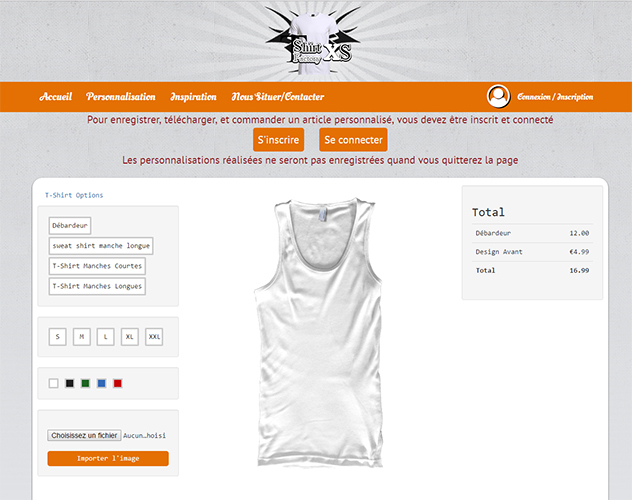 T
Shirt
Factory
XS
Accueil Personnalisation Inspiration Nous Situer/Contacter Connexion / Inscription
Pour enregistrer, télécharger, et commander un article personnalisé, vous devez être inscrit et connecté
S'inscrire Se connecter
Les personnalisations réalisées ne seront pas enregistrées quand vous quitterez la page
T-Shirt Options
Débardeur
sweat shirt manche longue
T-Shirt Manches Courtes
T-Shirt Manches Longues
S M L XL XXL
Choisissez un fichier Aucun…hoisi
Importer l'image
Total
Débardeur 12.00
Design Avant €4.99
Total 16.99